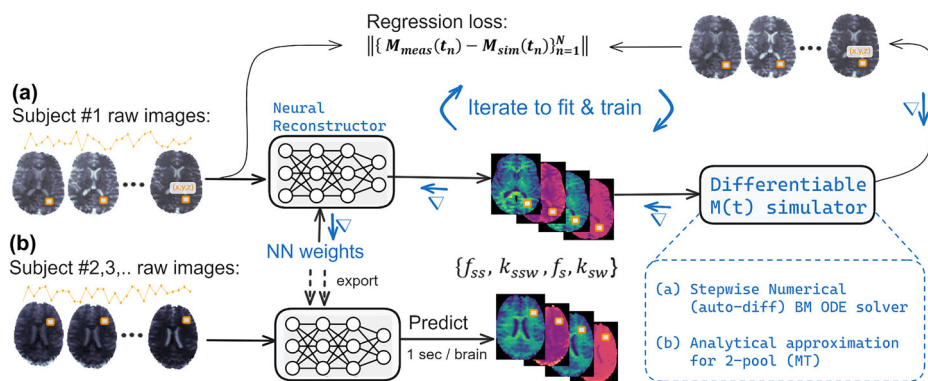 Regression loss:
‖{ M_meas(t_n) − M_sim(t_n)}_{n=1}^N‖
(x,y,z)
(a)
Subject #1 raw images:
Neural
Reconstructor
Iterate to fit & train
∇
(x,y,z)
Differentiable
M(t) simulator
∇
∇
∇
(b)
NN weights
Subject #2,3,.. raw images:
{f_ss, k_ssw, f_s, k_sw}
export
Predict
1 sec / brain
(a) Stepwise Numerical
(auto-diff) BM ODE solver
(b) Analytical approximation
for 2-pool (MT)